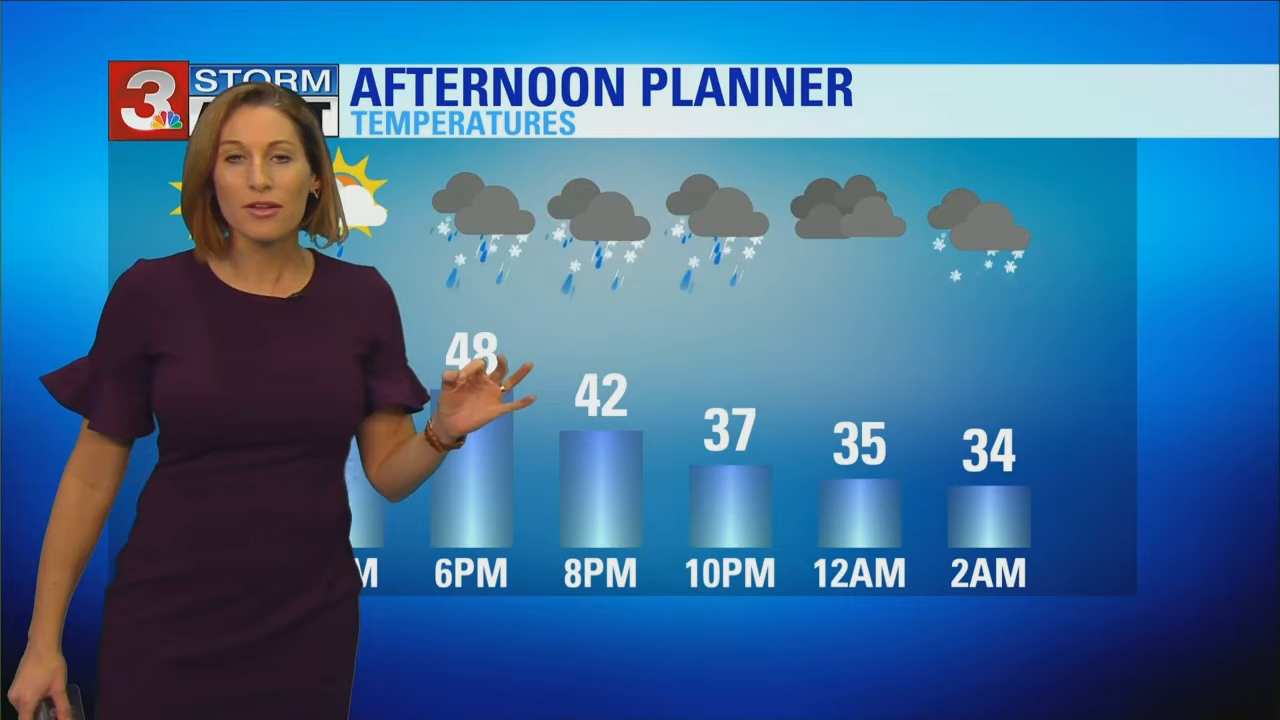 3 STORM
AFTERNOON PLANNER
TEMPERATURES
48
42
37
35
34
6PM
8PM
10PM
12AM
2AM